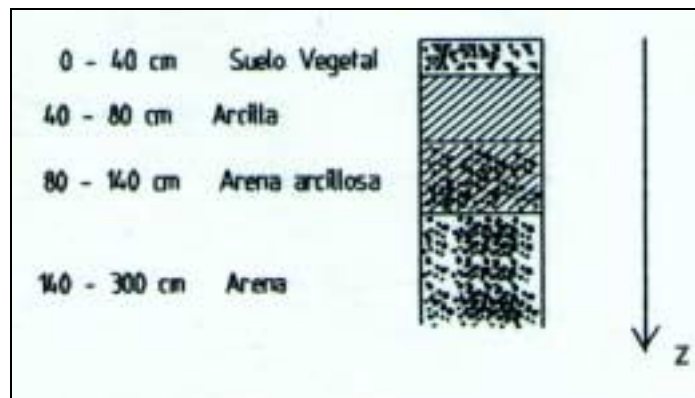 0 - 40 cm Suelo Vegetal
40 - 80 cm Arcilla
80 - 140 cm Arena arcillosa
140 - 300 cm Arena
Z